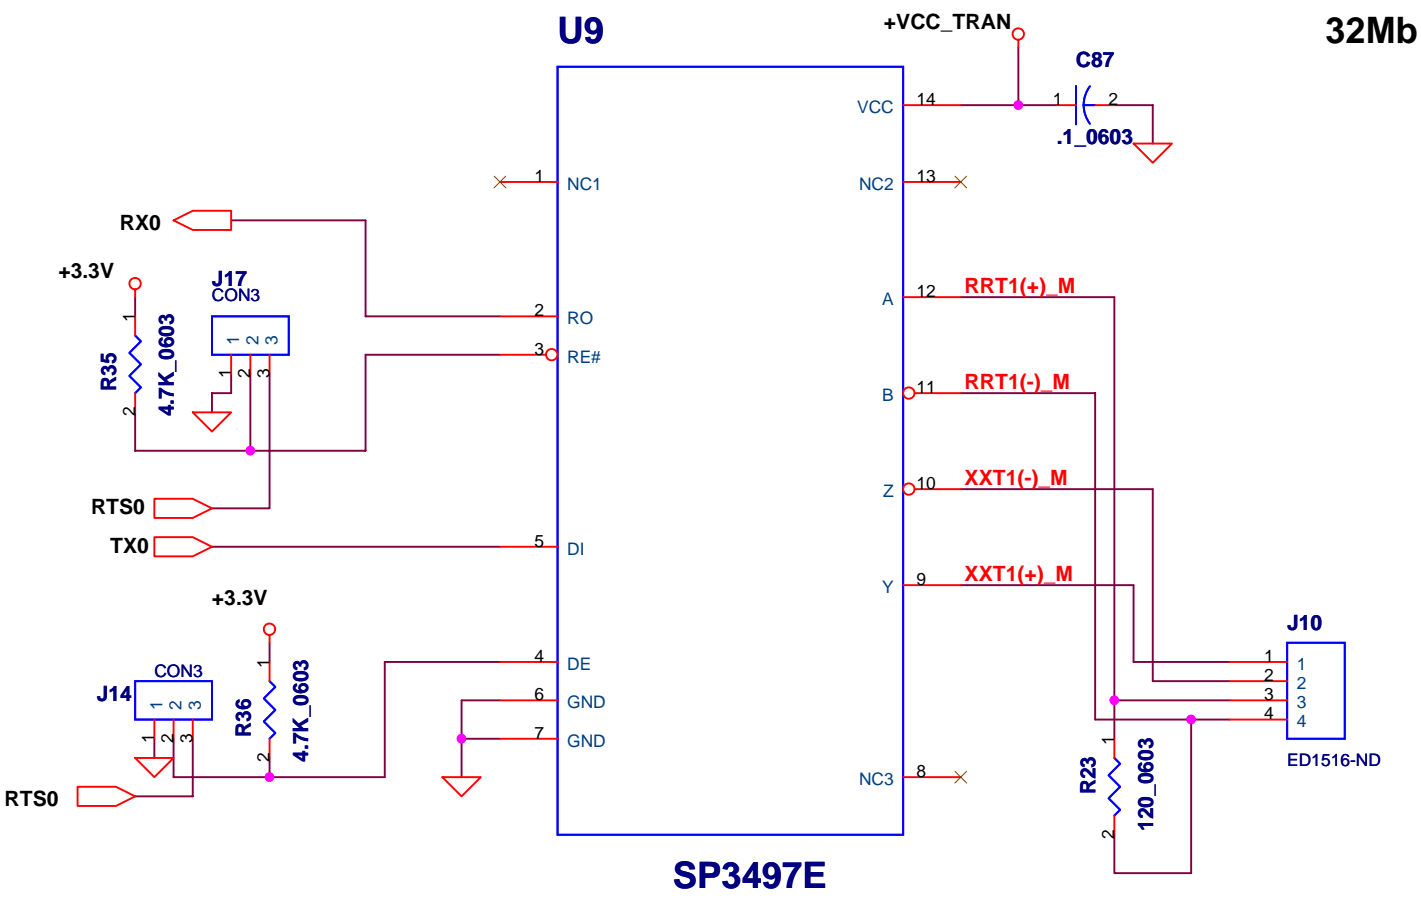 U9
+VCC_TRAN
32Mb
C87
VCC
14
1
2
.1_0603
1
NC1
NC2
13
RX0
+3.3V
J17
CON3
2
RO
A
12
RRT1(+)_M
1
R35
4.7K_0603
2
1
2
3
1
2
3
3
RE#
B
11
RRT1(-)_M
Z
10
XXT1(-)_M
RTS0
TX0
5
DI
Y
9
XXT1(+)_M
+3.3V
J10
4
DE
6
GND
7
GND
1
2
3
4
1
2
3
4
ED1516-ND
CON3
J14
1
2
3
1
2
3
1
R36
4.7K_0603
2
RTS0
NC3
8
1
R23
120_0603
2
SP3497E